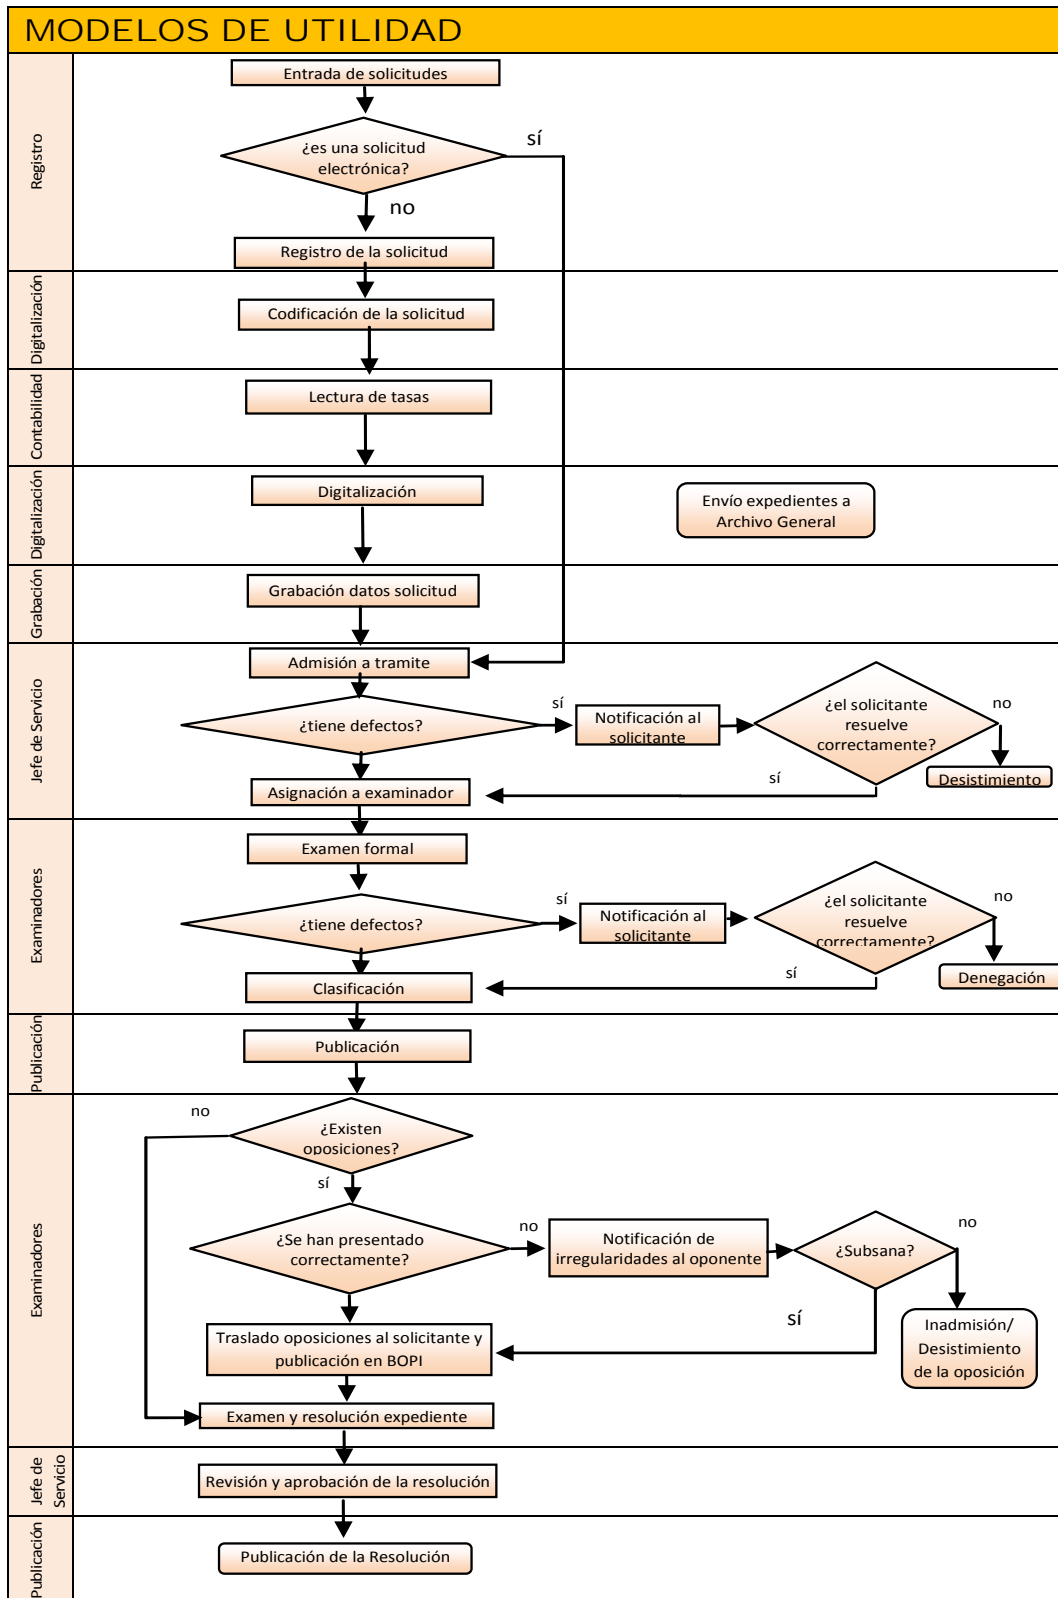 MODELOS DE UTILIDAD
Registro
Entrada de solicitudes
¿es una solicitud
electrónica?
sí
no
Registro de la solicitud
Digitalización
Codificación de la solicitud
Contabilidad
Lectura de tasas
Digitalización
Digitalización
Envío expedientes a
Archivo General
Grabación
Grabación datos solicitud
Jefe de Servicio
Admisión a tramite
¿tiene defectos?
sí
Notificación al
solicitante
¿el solicitante
resuelve
correctamente?
no
Desistimiento
sí
Asignación a examinador
Examinadores
Examen formal
¿tiene defectos?
sí
Notificación al
solicitante
¿el solicitante
resuelve
correctamente?
no
Denegación
sí
Clasificación
Publicación
Publicación
Examinadores
no
¿Existen
oposiciones?
sí
¿Se han presentado
correctamente?
no
Notificación de
irregularidades al oponente
¿Subsana?
no
Inadmisión/
Desistimiento
de la oposición
sí
Traslado oposiciones al solicitante y
publicación en BOPI
Examen y resolución expediente
Jefe de
Servicio
Revisión y aprobación de la resolución
Publicación
Publicación de la Resolución